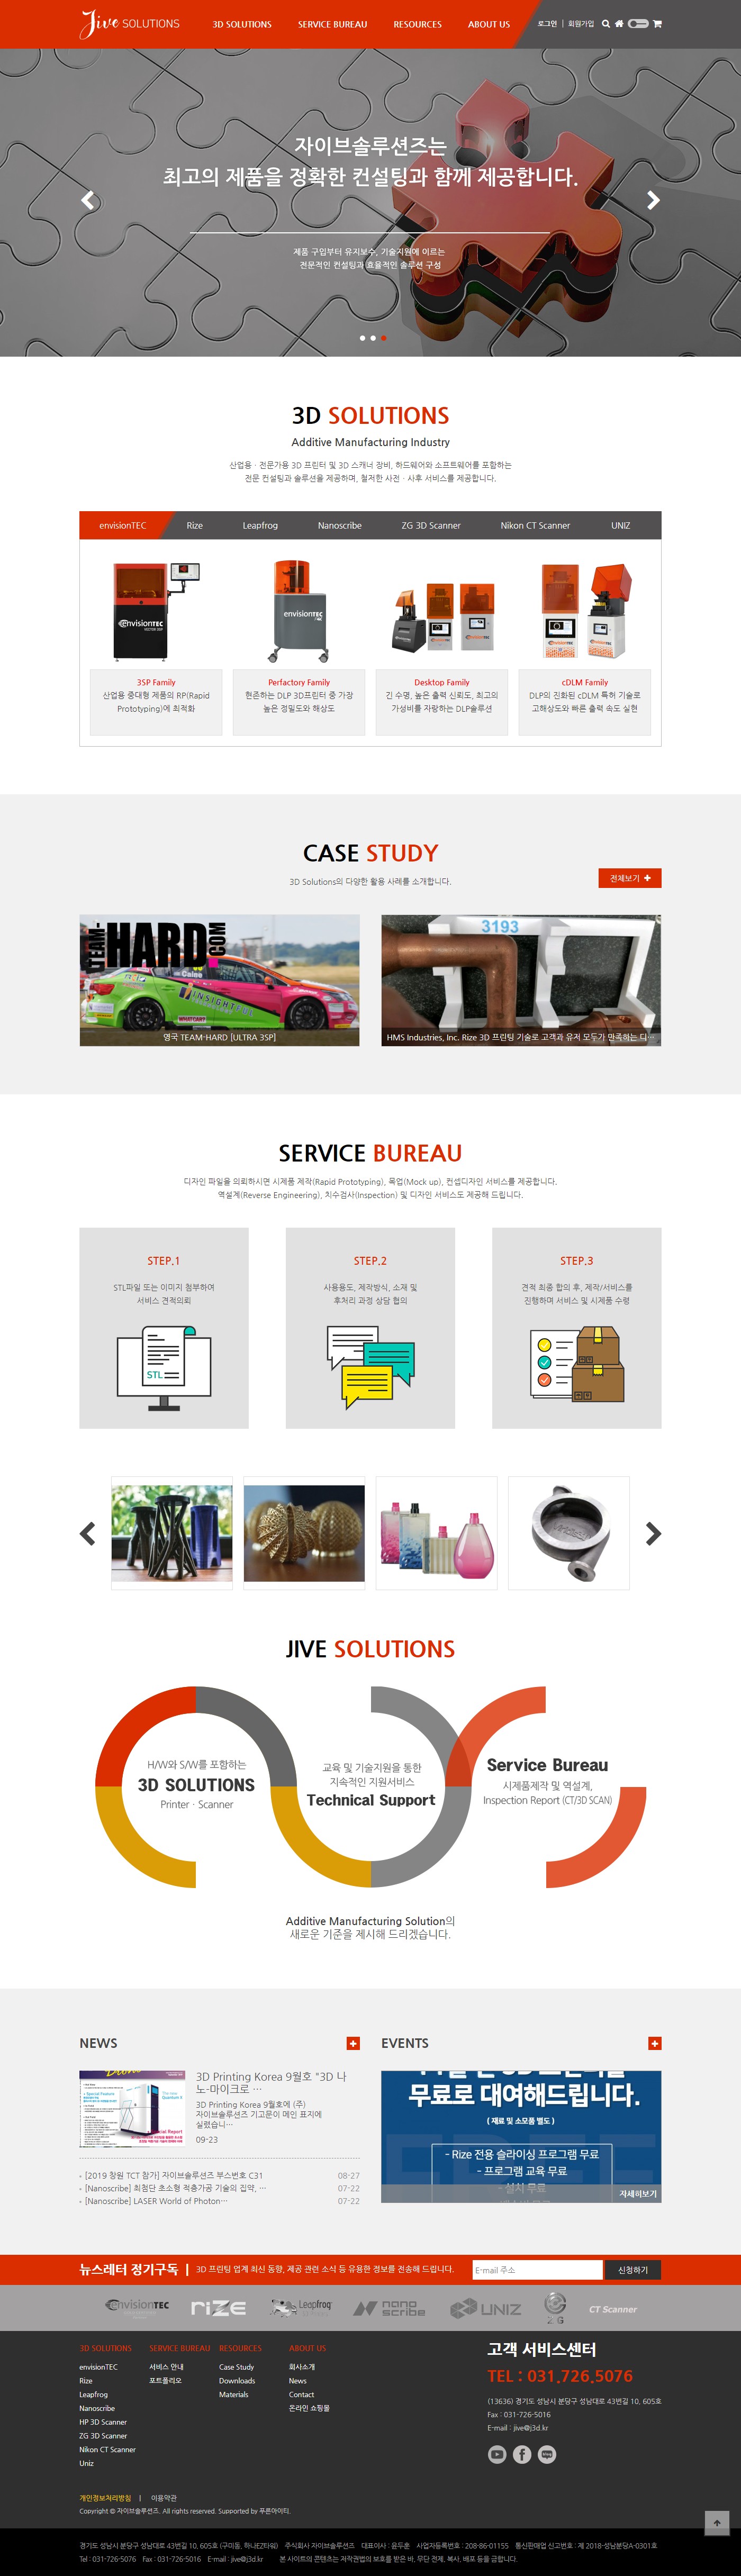 Jive SOLUTIONS
3D SOLUTIONS SERVICE BUREAU RESOURCES ABOUT US
로그인 | 회원가입
자이브솔루션즈는
최고의 제품을 정확한 컨설팅과 함께 제공합니다.
제품 구입부터 유지보수, 기술지원에 이르는
전문적인 컨설팅과 효율적인 솔루션 구성
3D SOLUTIONS
Additive Manufacturing Industry
산업용 · 전문가용 3D 프린터 및 3D 스캐너 장비, 하드웨어와 소프트웨어를 포함하는
전문 컨설팅과 솔루션을 제공하며, 철저한 사전 · 사후 서비스를 제공합니다.
envisionTEC Rize Leapfrog Nanoscribe ZG 3D Scanner Nikon CT Scanner UNIZ
3SP Family
산업용 중대형 제품의 RP(Rapid
Prototyping)에 최적화
Perfactory Family
현존하는 DLP 3D프린터 중 가장
높은 정밀도와 해상도
Desktop Family
긴 수명, 높은 출력 신뢰도, 최고의
가성비를 자랑하는 DLP솔루션
cDLM Family
DLP의 진화된 cDLM 특허 기술로
고해상도와 빠른 출력 속도 실현
CASE STUDY
3D Solutions의 다양한 활용 사례를 소개합니다.
전체보기 +
TEAM-HARD.COM
INSIGHTFUL
3193
영국 TEAM-HARD [ULTRA 3SP]
HMS Industries, Inc. Rize 3D 프린팅 기술로 고객과 유저 모두가 만족하는 디…
SERVICE BUREAU
디자인 파일을 의뢰하시면 시제품 제작(Rapid Prototyping), 목업(Mock up), 컨셉디자인 서비스를 제공합니다.
역설계(Reverse Engineering), 치수검사(Inspection) 및 디자인 서비스도 제공해 드립니다.
STEP.1
STL파일 또는 이미지 첨부하여
서비스 견적의뢰
STL
STEP.2
사용용도, 제작방식, 소재 및
후처리 과정 상담 협의
STEP.3
견적 최종 합의 후, 제작/서비스를
진행하며 서비스 및 시제품 수령
JIVE SOLUTIONS
H/W와 S/W를 포함하는
3D SOLUTIONS
Printer · Scanner
교육 및 기술지원을 통한
지속적인 지원서비스
Technical Support
Service Bureau
시제품제작 및 역설계,
Inspection Report (CT/3D SCAN)
Additive Manufacturing Solution의
새로운 기준을 제시해 드리겠습니다.
NEWS
3D Printing Korea 9월호 "3D 나
노-마이크로 …
3D Printing Korea 9월호에 (주)
자이브솔루션즈 기고문이 메인 표지에
실렸습니…
09-23
[2019 창원 TCT 참가] 자이브솔루션즈 부스번호 C31 08-27
[Nanoscribe] 최첨단 초소형 적층가공 기술의 집약, … 07-22
[Nanoscribe] LASER World of Photon… 07-22
EVENTS
무료로 대여해드립니다.
( 재료 및 소모품 별도 )
- Rize 전용 슬라이싱 프로그램 무료
- 프로그램 교육 무료
- 설치 무료
자세히보기
뉴스레터 정기구독 | 3D 프린팅 업계 최신 동향, 제공 관련 소식 등 유용한 정보를 전송해 드립니다.
E-mail 주소
신청하기
envisionTEC RIZE Leapfrog nano scribe UNIZ ZG CT Scanner
3D SOLUTIONS
envisionTEC
Rize
Leapfrog
Nanoscribe
HP 3D Scanner
ZG 3D Scanner
Nikon CT Scanner
Uniz
SERVICE BUREAU
서비스 안내
포트폴리오
RESOURCES
Case Study
Downloads
Materials
ABOUT US
회사소개
News
Contact
온라인 쇼핑몰
고객 서비스센터
TEL : 031.726.5076
(13636) 경기도 성남시 분당구 성남대로 43번길 10, 605호
Fax : 031-726-5016
E-mail : jive@j3d.kr
개인정보처리방침 | 이용약관
Copyright © 자이브솔루션즈. All rights reserved. Supported by 푸른아이티.
경기도 성남시 분당구 성남대로 43번길 10, 605호 (구미동, 하나EZ타워) 주식회사 자이브솔루션즈 대표이사 : 윤두훈 사업자등록번호 : 208-86-01155 통신판매업 신고번호 : 제 2018-성남분당A-0301호
Tel : 031-726-5076 Fax : 031-726-5016 E-mail : jive@j3d.kr 본 사이트의 콘텐츠는 저작권법의 보호를 받은 바, 무단 전제, 복사, 배포 등을 금합니다.